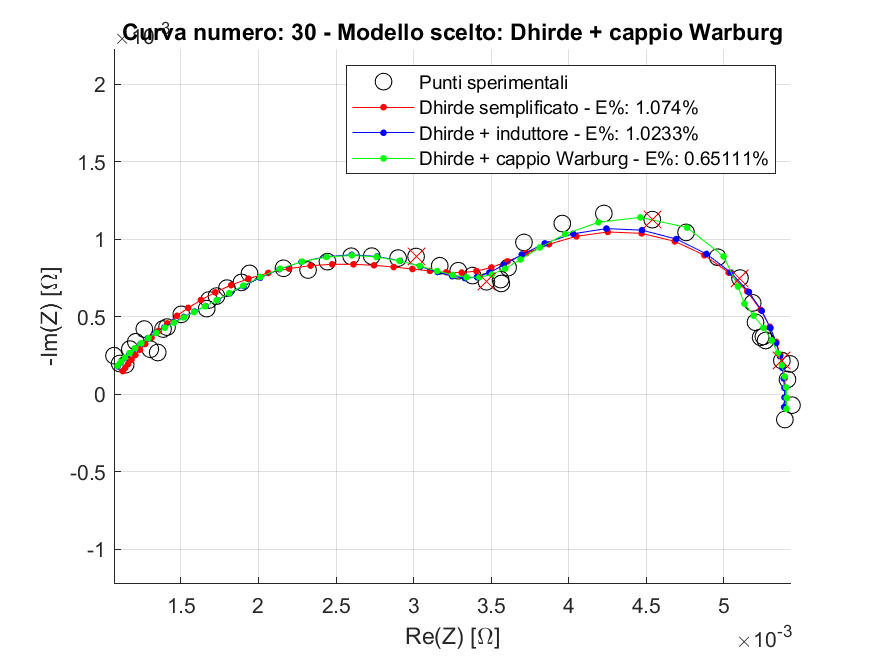 Curva numero: 30 - Modello scelto: Dhirde + cappio Warburg
×10⁻³
Punti sperimentali
Dhirde semplificato - E%: 1.074%
Dhirde + induttore - E%: 1.0233%
Dhirde + cappio Warburg - E%: 0.65111%
2
1.5
1
0.5
0
-0.5
-1
-Im(Z) [Ω]
1.5 2 2.5 3 3.5 4 4.5 5
Re(Z) [Ω]
×10⁻³